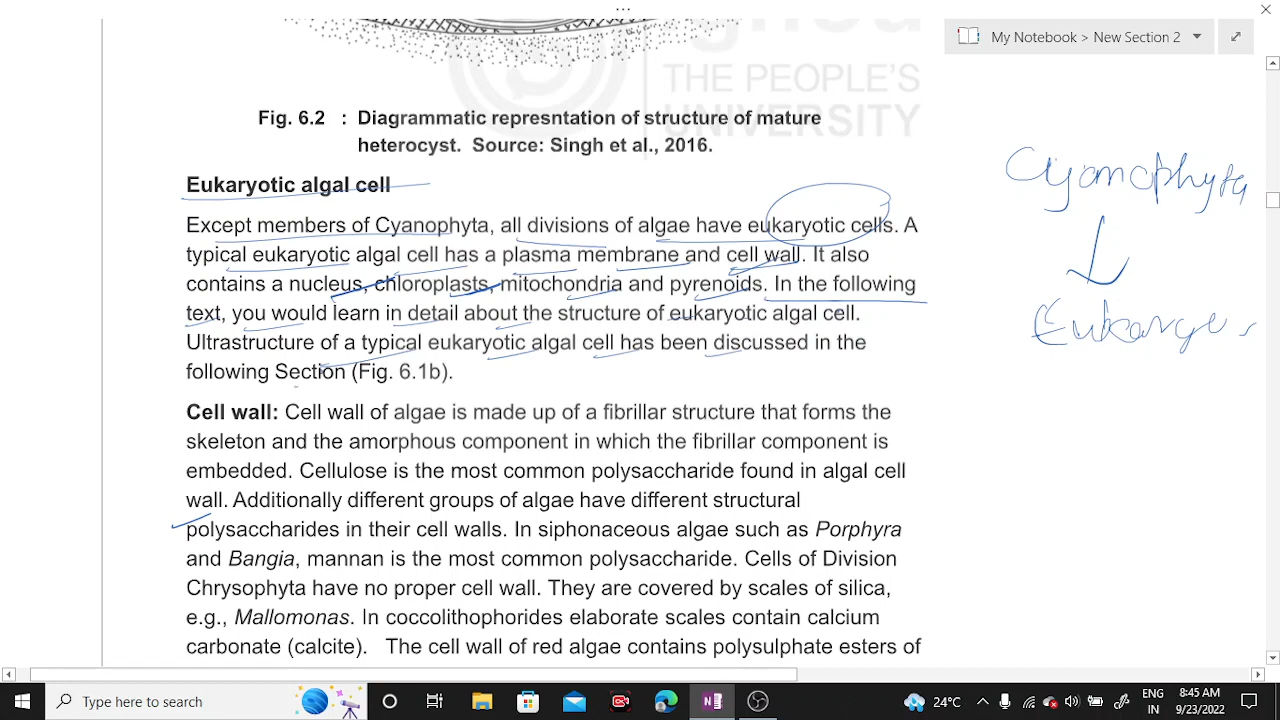 ...
My Notebook > New Section 2
THE PEOPLE'S
UNIVERSITY
Fig. 6.2 : Diagrammatic represntation of structure of mature
heterocyst. Source: Singh et al., 2016.
Eukaryotic algal cell
Except members of Cyanophyta, all divisions of algae have eukaryotic cells. A
typical eukaryotic algal cell has a plasma membrane and cell wall. It also
contains a nucleus, chloroplasts, mitochondria and pyrenoids. In the following
text, you would learn in detail about the structure of eukaryotic algal cell.
Ultrastructure of a typical eukaryotic algal cell has been discussed in the
following Section (Fig. 6.1b).
Cell wall: Cell wall of algae is made up of a fibrillar structure that forms the
skeleton and the amorphous component in which the fibrillar component is
embedded. Cellulose is the most common polysaccharide found in algal cell
wall. Additionally different groups of algae have different structural
polysaccharides in their cell walls. In siphonaceous algae such as Porphyra
and Bangia, mannan is the most common polysaccharide. Cells of Division
Chrysophyta have no proper cell wall. They are covered by scales of silica,
e.g., Mallomonas. In coccolithophorides elaborate scales contain calcium
carbonate (calcite). The cell wall of red algae contains polysulphate esters of
Cyanophyta
Type here to search
24°C
ENG
IN
8:45 AM
9/23/2022